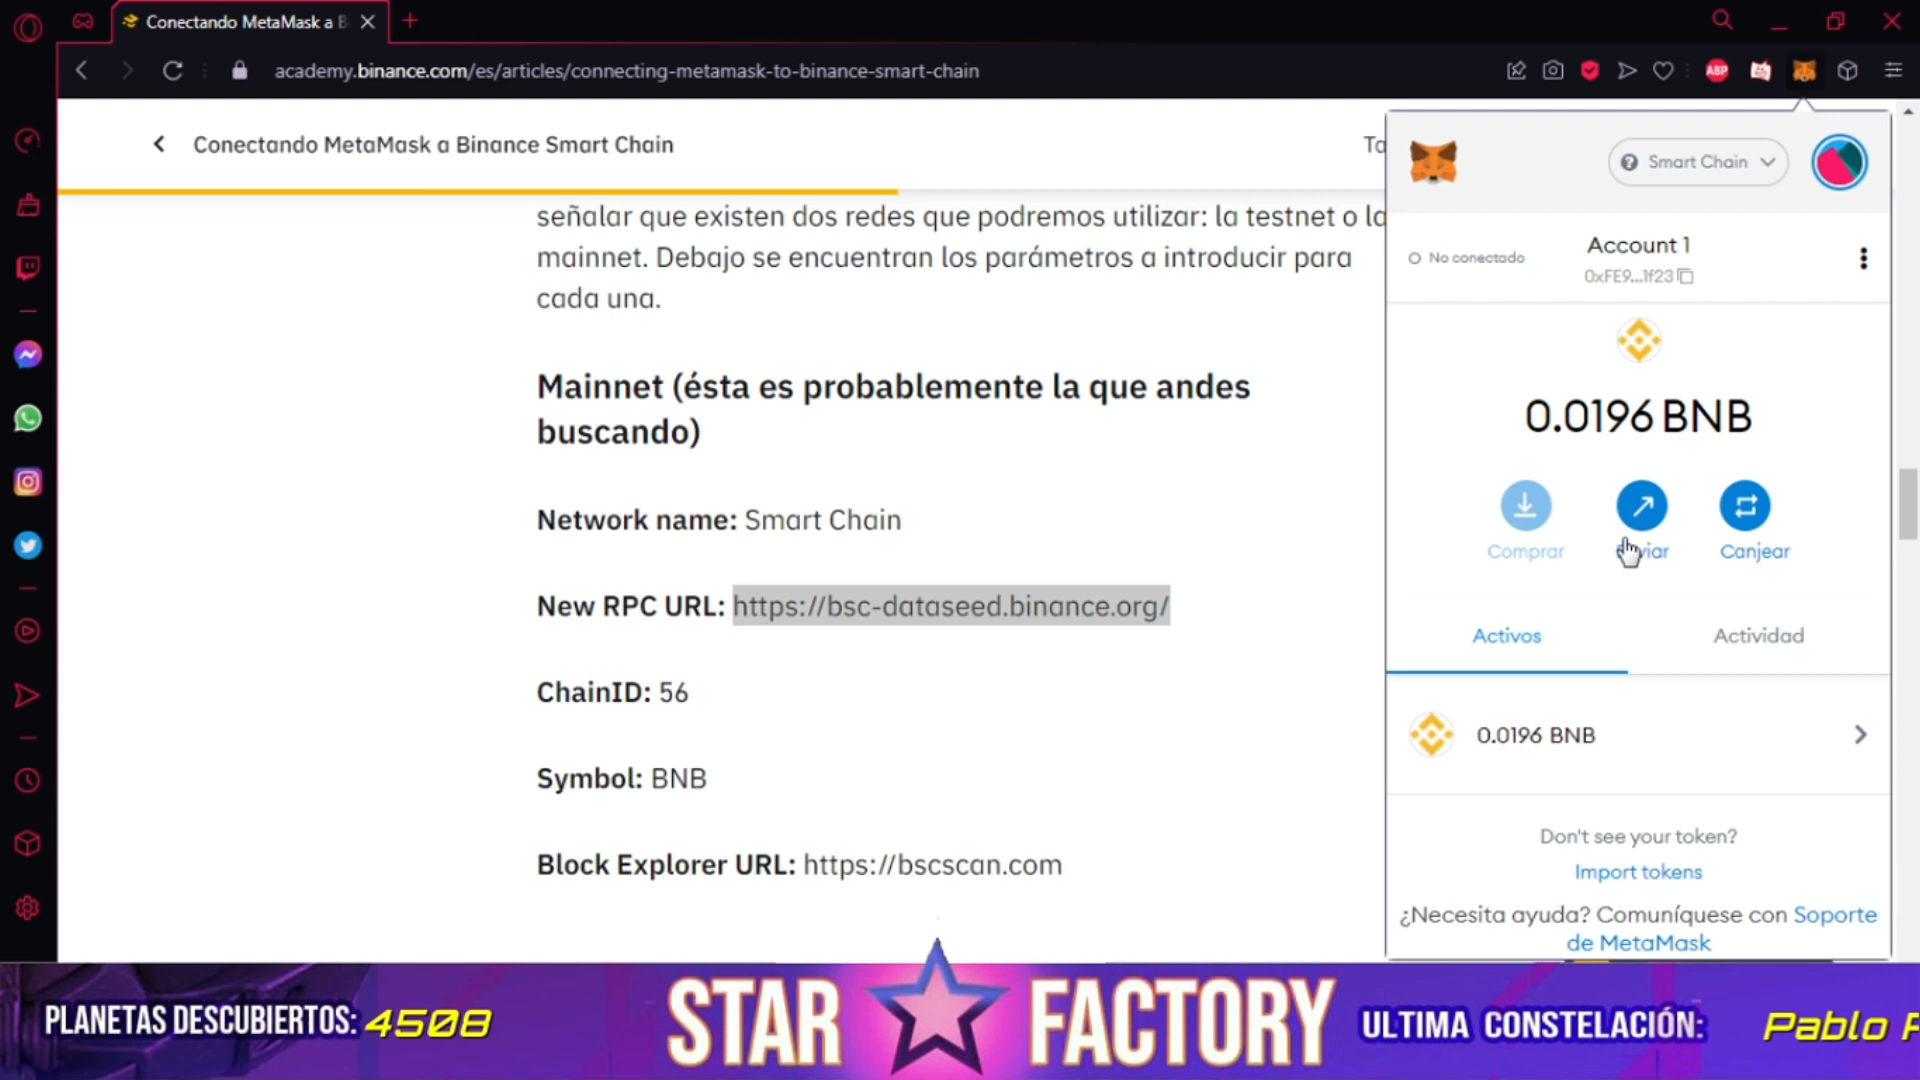 Conectando MetaMask a B
academy.binance.com/es/articles/connecting-metamask-to-binance-smart-chain
ABP
Conectando MetaMask a Binance Smart Chain
Ta
señalar que existen dos redes que podremos utilizar: la testnet o la
mainnet. Debajo se encuentran los parámetros a introducir para
cada una.
Mainnet (ésta es probablemente la que andes
buscando)
Network name: Smart Chain
New RPC URL: https://bsc-dataseed.binance.org/
ChainID: 56
Symbol: BNB
Block Explorer URL: https://bscscan.com
Smart Chain
No conectado
Account 1
0xFE9...1f23
0.0196 BNB
Comprar
viar
Canjear
Activos
Actividad
0.0196 BNB
Don't see your token?
Import tokens
¿Necesita ayuda? Comuníquese con Soporte
de MetaMask
PLANETAS DESCUBIERTOS: 4508
STAR FACTORY
ULTIMA CONSTELACIÓN:
Pablo